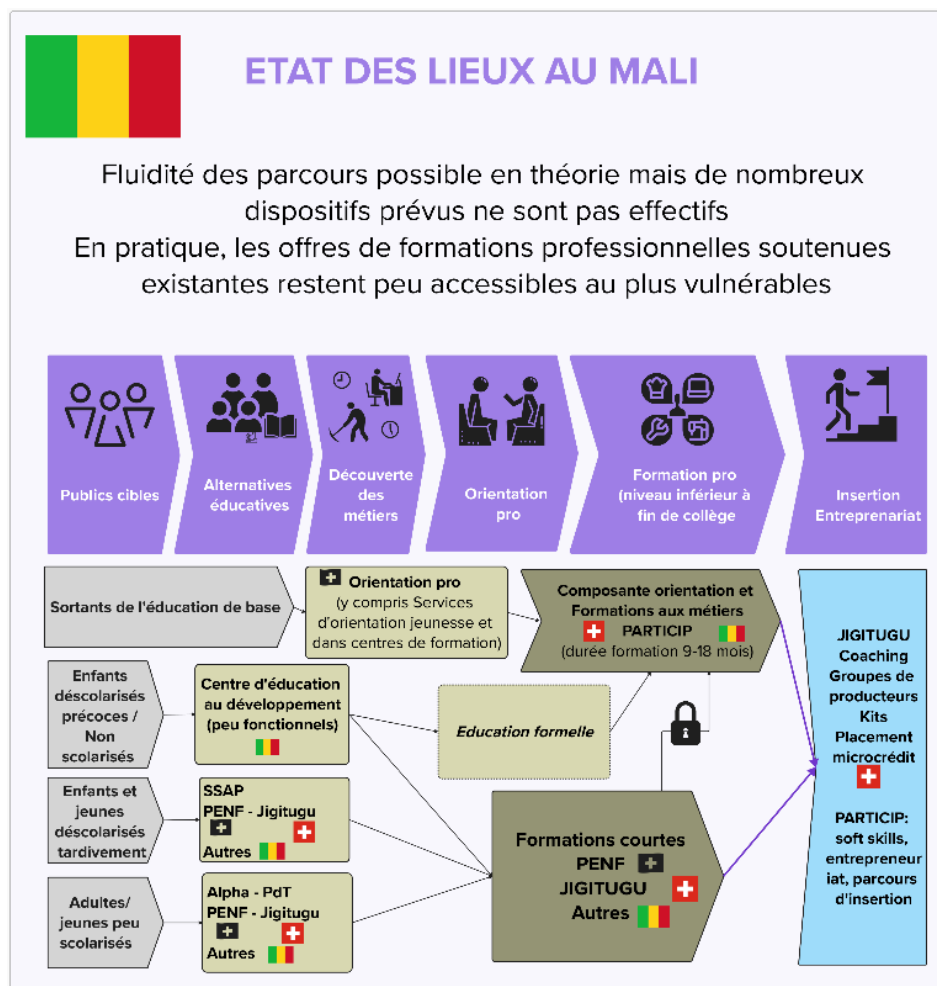 ETAT DES LIEUX AU MALI
Fluidité des parcours possible en théorie mais de nombreux
dispositifs prévus ne sont pas effectifs
En pratique, les offres de formations professionnelles soutenues
existantes restent peu accessibles au plus vulnérables
Publics cibles
Alternatives
éducatives
Découverte
des
métiers
Orientation
pro
Formation pro
(niveau inférieur à
fin de collège
Insertion
Entreprenariat
Sortants de l'éducation de base
Orientation pro
(y compris Services
d'orientation jeunesse et
dans centres de formation)
Composante orientation et
Formations aux métiers
PARTICIP
(durée formation 9-18 mois)
Enfants
déscolarisés
précoces /
Non
scolarisés
Centre d'éducation
au développement
(peu fonctionnels)
Education formelle
Enfants et
jeunes
déscolarisés
tardivement
SSAP
PENF - Jigitugu
Autres
Formations courtes
PENF
JIGITUGU
Autres
Adultes/
jeunes peu
scolarisés
Alpha - PdT
PENF - Jigitugu
Autres
JIGITUGU
Coaching
Groupes de
producteurs
Kits
Placement
microcrédit
PARTICIP:
soft skills,
entrepreneur
iat, parcours
d'insertion